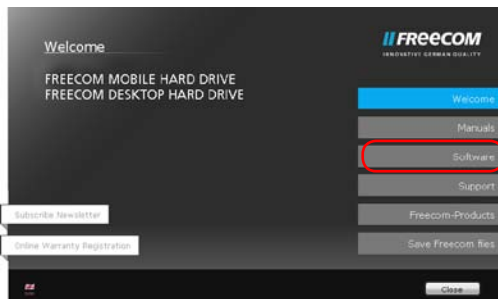 Welcome
FREECOM
INNOVATIVE GERMAN QUALITY
FREECOM MOBILE HARD DRIVE
FREECOM DESKTOP HARD DRIVE
Welcome
Manuals
Software
Support
Subscribe Newsletter
Freecom-Products
Online Warranty Registration
Save Freecom files
Close